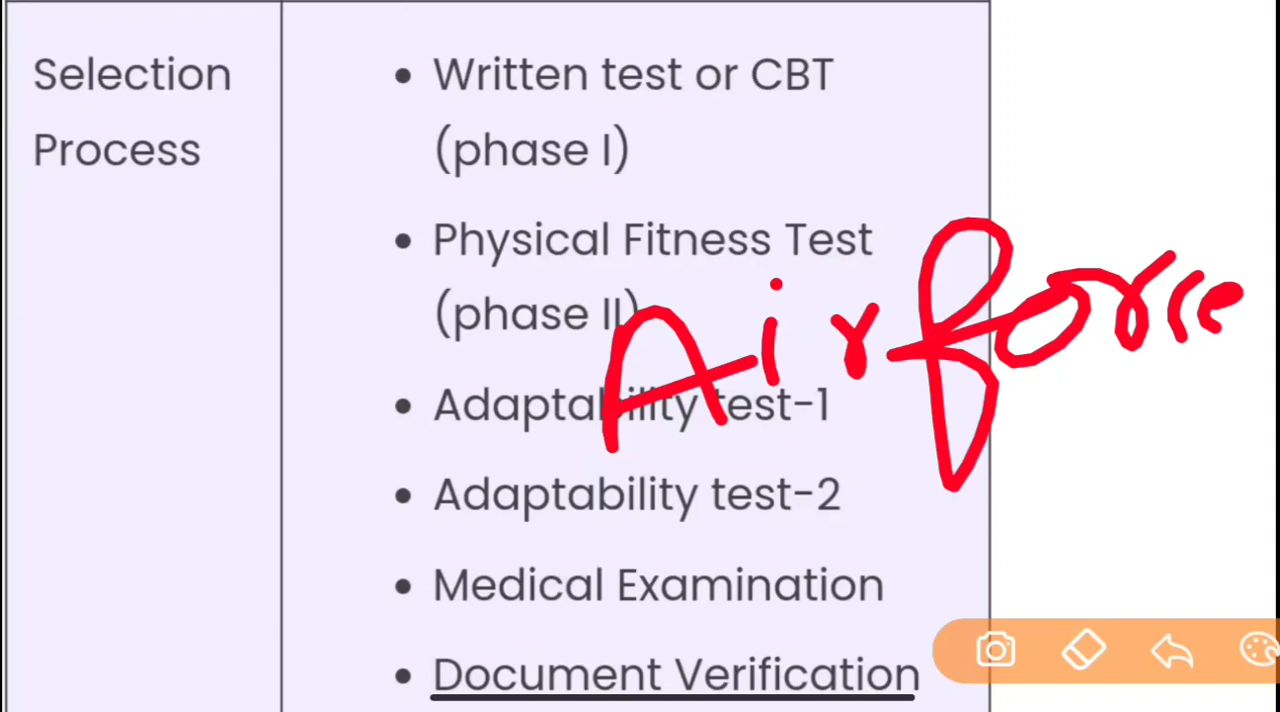 Selection
Process
• Written test or CBT
(phase I)
• Physical Fitness Test
(phase II)
• Adaptability test-1
• Adaptability test-2
• Medical Examination
• Document Verification
Airforce